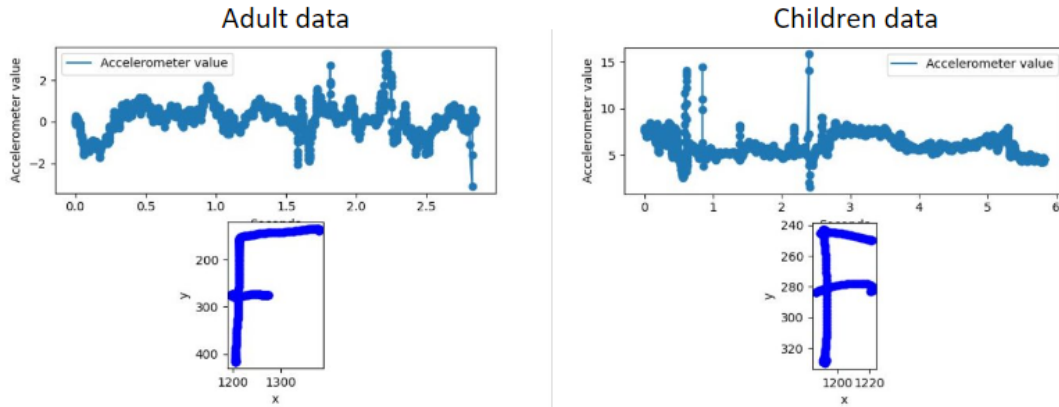 Adult data
Children data
Accelerometer value
Accelerometer value
2
0
−2
0.0 0.5 1.0 1.5 2.0 2.5
Accelerometer value
Accelerometer value
15
10
5
0 1 2 3 4 5 6
y
200
300
400
1200 1300
x
y
240
260
280
300
320
1200 1220
x